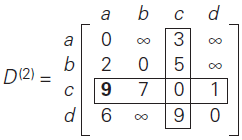 a b c d
a 0 ∞ 3 ∞
b 2 0 5 ∞
D(2) = c 9 7 0 1
d 6 ∞ 9 0